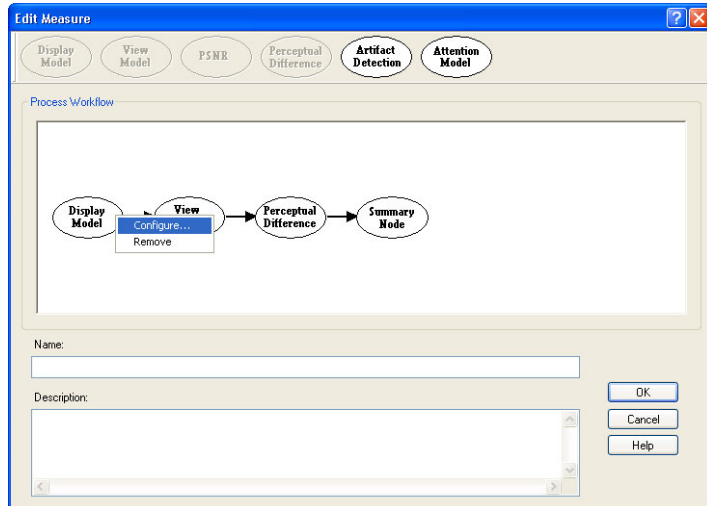 Edit Measure
Display
Model
View
Model
PSNR
Perceptual
Difference
Artifact
Detection
Attention
Model
Process Workflow
Display
Model
View
Perceptual
Difference
Summary
Node
Configure...
Remove
Name:
Description:
OK
Cancel
Help